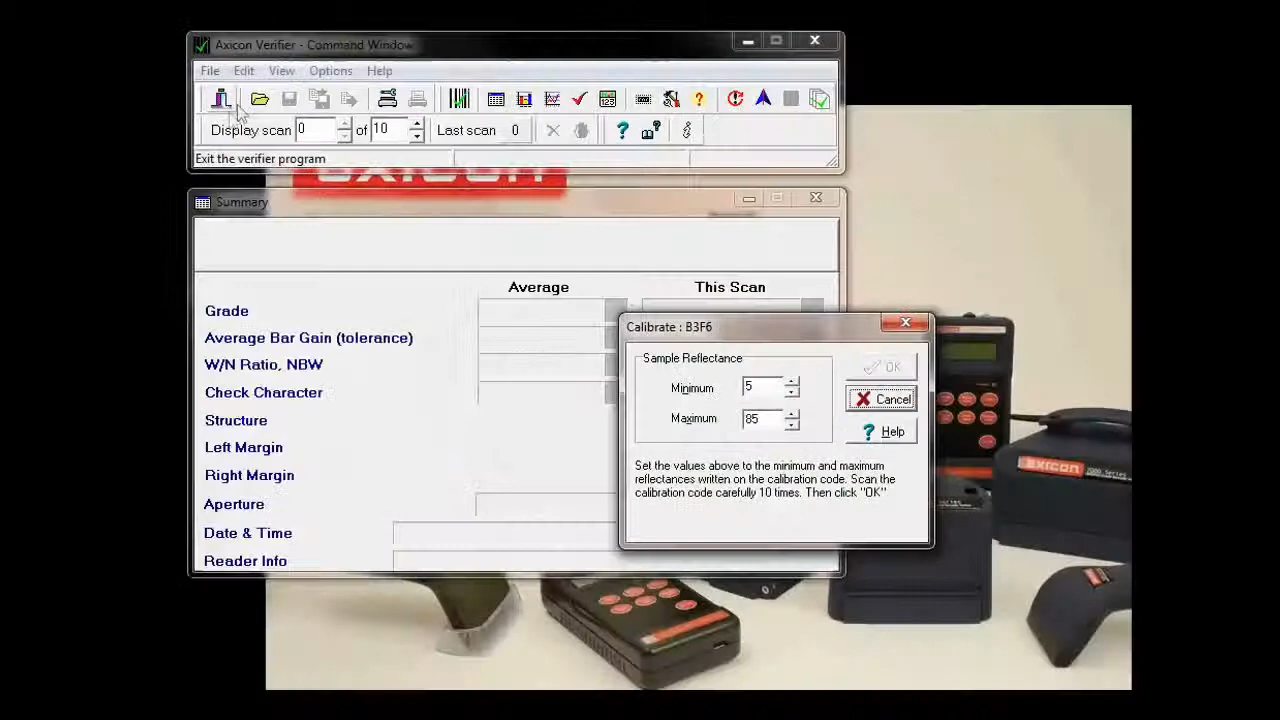 Axicon Verifier - Command Window
File Edit View Options Help
Display scan 0 of 10 Last scan 0
Exit the verifier program
axicon
Summary
Average This Scan
Grade
Average Bar Gain (tolerance)
W/N Ratio, NBW
Check Character
Structure
Left Margin
Right Margin
Aperture
Date & Time
Reader Info
Calibrate : B3F6
Sample Reflectance
Minimum 5
Maximum 85
OK
Cancel
Help
Set the values above to the minimum and maximum
reflectances written on the calibration code. Scan the
calibration code carefully 10 times. Then click "OK"
axicon